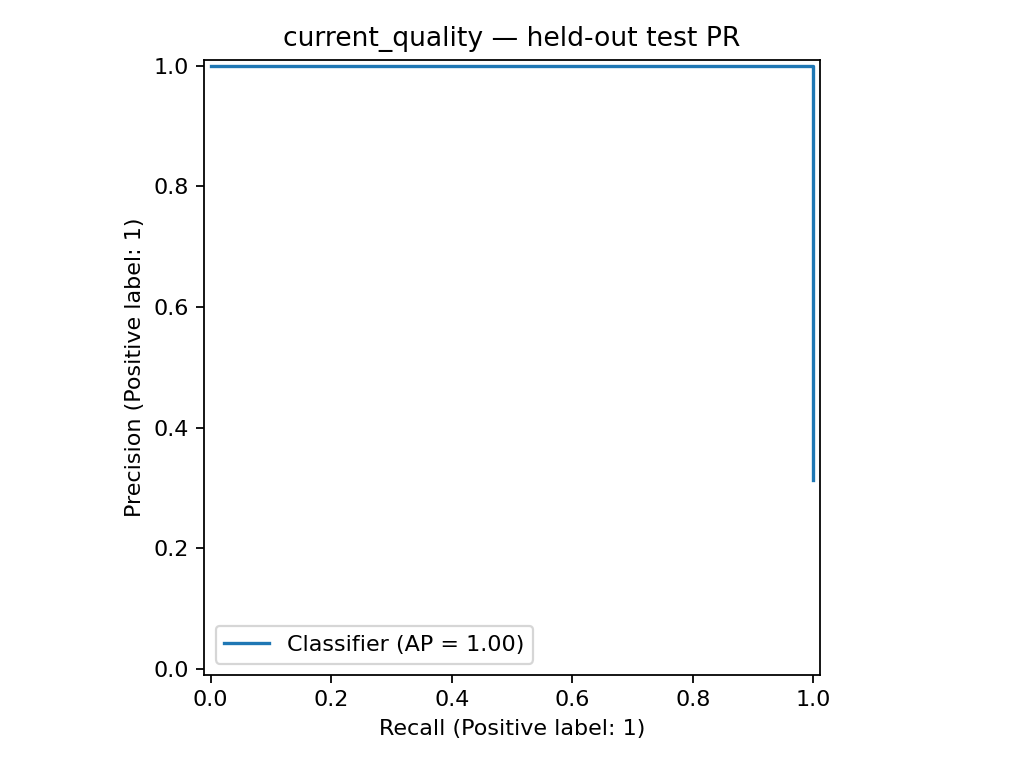 current_quality — held-out test PR
1.0
0.8
0.6
0.4
0.2
0.0
Precision (Positive label: 1)
Classifier (AP = 1.00)
0.0 0.2 0.4 0.6 0.8 1.0
Recall (Positive label: 1)